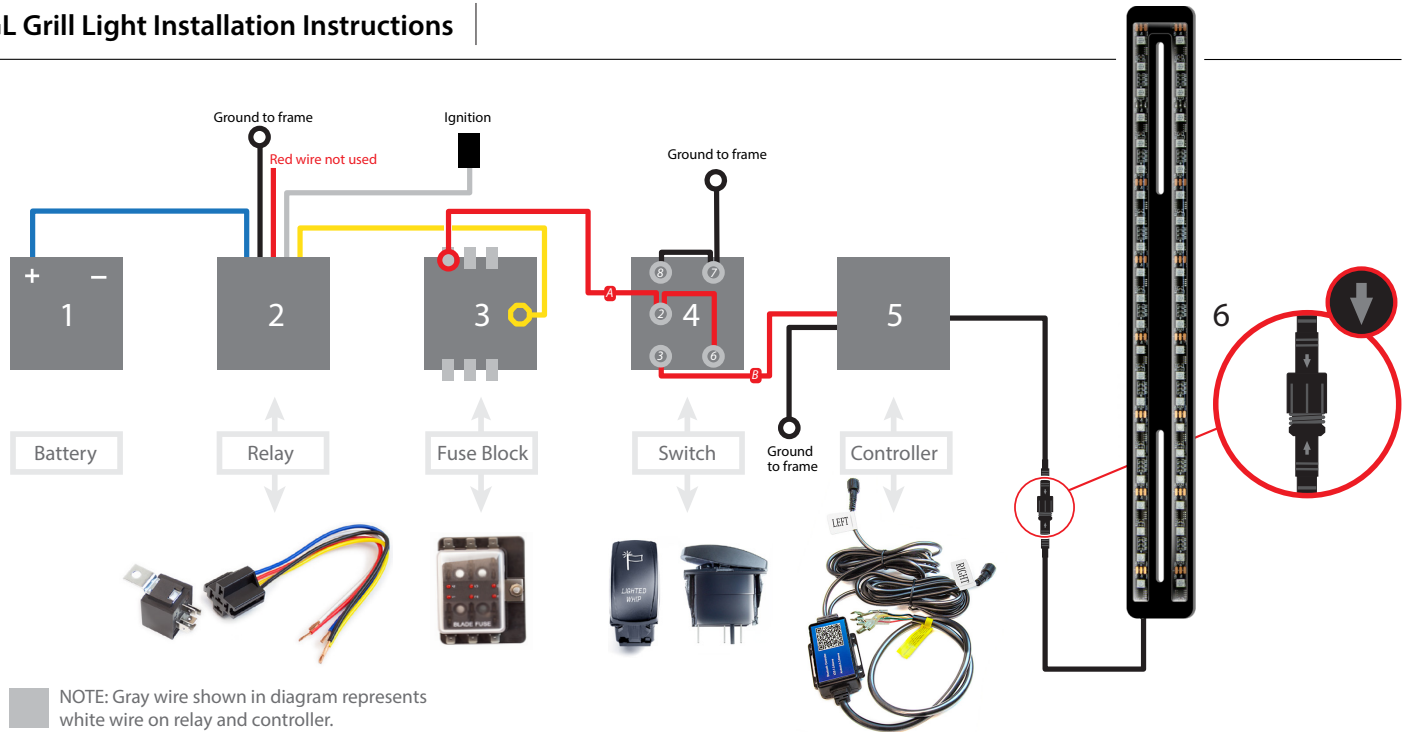 L Grill Light Installation Instructions
Ground to frame
Ignition
Red wire not used
Ground to frame
+ −
1
2
3
A
8 7
2 4
3 6
B
5
6
Ground
to frame
Battery
Relay
Fuse Block
Switch
Controller
LEFT
RIGHT
LIGHTED
WHIP
BLADE FUSE
NOTE: Gray wire shown in diagram represents
white wire on relay and controller.